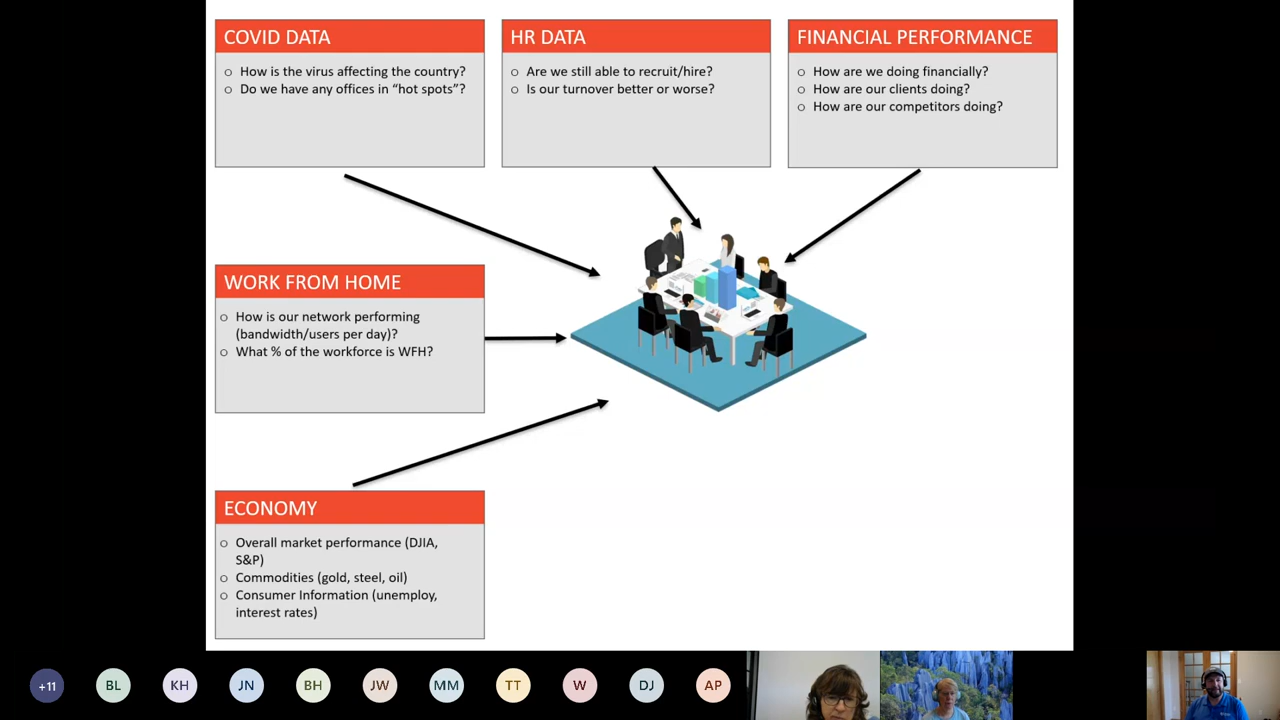 COVID DATA
o How is the virus affecting the country?
o Do we have any offices in “hot spots”?
HR DATA
o Are we still able to recruit/hire?
o Is our turnover better or worse?
FINANCIAL PERFORMANCE
o How are we doing financially?
o How are our clients doing?
o How are our competitors doing?
WORK FROM HOME
o How is our network performing
(bandwidth/users per day)?
o What % of the workforce is WFH?
ECONOMY
o Overall market performance (DJIA,
S&P)
o Commodities (gold, steel, oil)
o Consumer Information (unemploy,
interest rates)
+11 BL KH JN BH JW MM TT W DJ AP